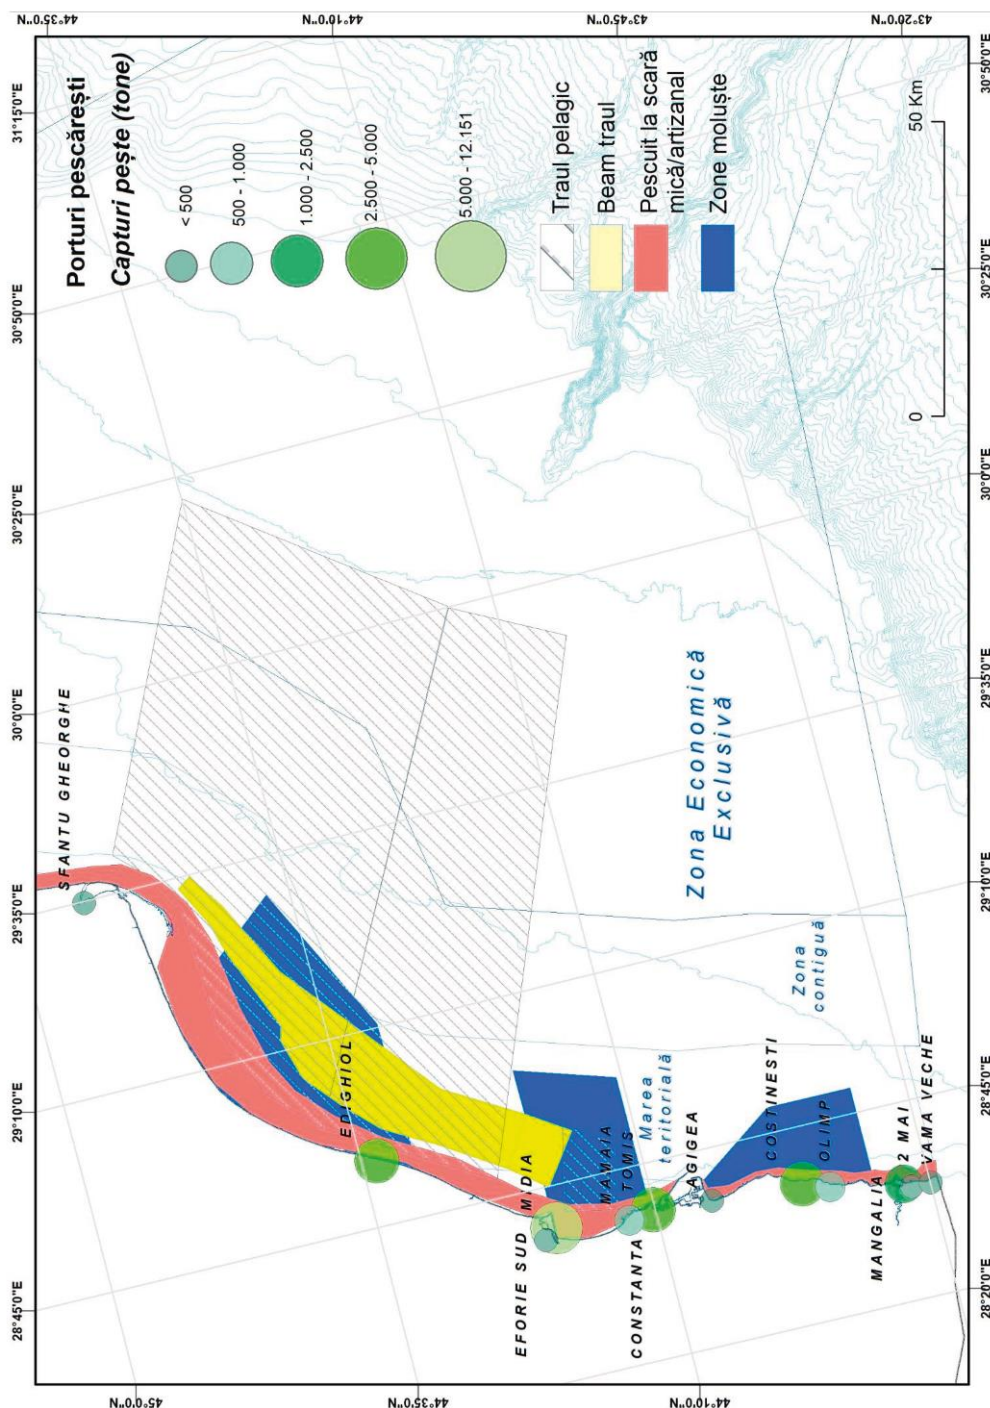 44°35'0"N
44°10'0"N
43°45'0"N
43°20'0"N
31°15'0"E
30°50'0"E
30°25'0"E
30°0'0"E
29°35'0"E
29°10'0"E
28°45'0"E
45°0'0"N
44°35'0"N
44°10'0"N
30°50'0"E
30°25'0"E
30°0'0"E
29°35'0"E
29°10'0"E
28°45'0"E
28°20'0"E
Porturi pescărești
Capturi pește (tone)
< 500
500 - 1.000
1.000 - 2.500
2.500 - 5.000
5.000 - 12.151
Traul pelagic
Beam traul
Pescuit la scară
mică/artizanal
Zone moluște
0 50 Km
SFANTU GHEORGHE
EDIGHIOL
MIDIA
EFORIE SUD
MAMAIA
TOMIS
CONSTANTA
AGIGEA
COSTINESTI
OLIMP
MANGALIA
2 MAI
VAMA VECHE
Marea
teritorială
Zona
contiguă
Zona Economică
Exclusivă